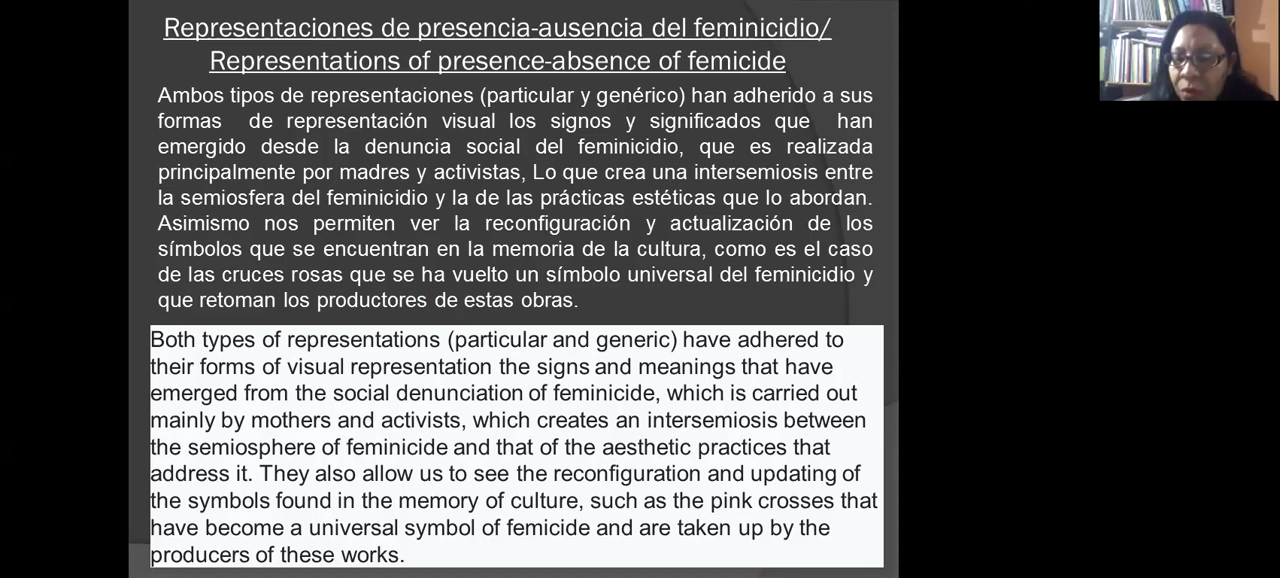 Representaciones de presencia-ausencia del feminicidio/
Representations of presence-absence of femicide
Ambos tipos de representaciones (particular y genérico) han adherido a sus
formas de representación visual los signos y significados que han
emergido desde la denuncia social del feminicidio, que es realizada
principalmente por madres y activistas, Lo que crea una intersemiosis entre
la semiosfera del feminicidio y la de las prácticas estéticas que lo abordan.
Asimismo nos permiten ver la reconfiguración y actualización de los
símbolos que se encuentran en la memoria de la cultura, como es el caso
de las cruces rosas que se ha vuelto un símbolo universal del feminicidio y
que retoman los productores de estas obras.
Both types of representations (particular and generic) have adhered to
their forms of visual representation the signs and meanings that have
emerged from the social denunciation of feminicide, which is carried out
mainly by mothers and activists, which creates an intersemiosis between
the semiosphere of feminicide and that of the aesthetic practices that
address it. They also allow us to see the reconfiguration and updating of
the symbols found in the memory of culture, such as the pink crosses that
have become a universal symbol of femicide and are taken up by the
producers of these works.